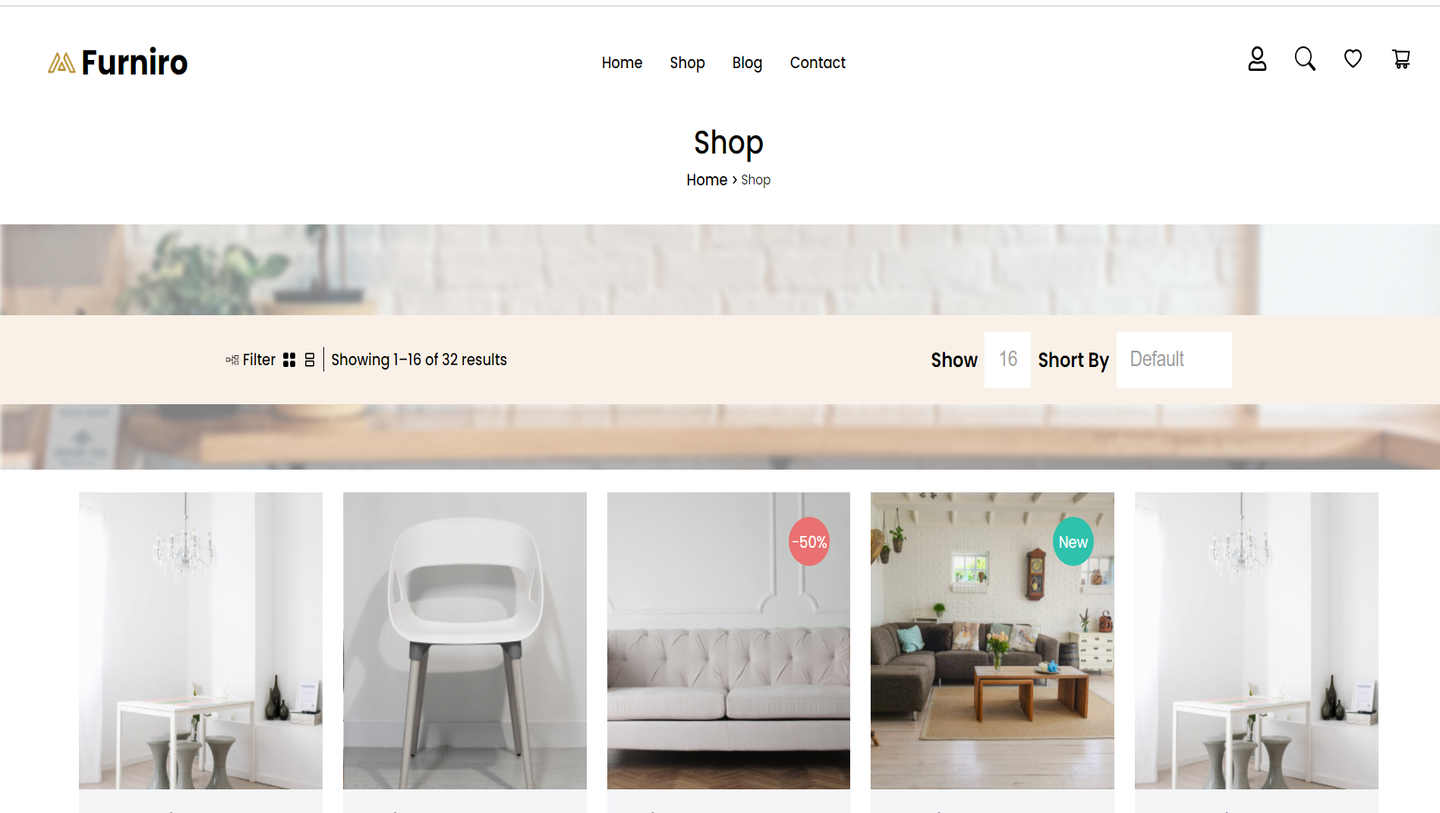 Furniro
Home Shop Blog Contact
Shop
Home › Shop
Filter Showing 1–16 of 32 results Show 16 Short By Default
-50%
New